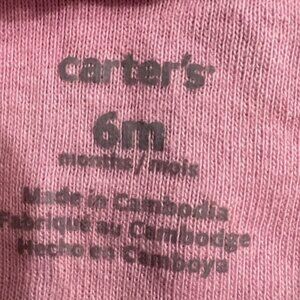 carter's
6m
months/mois
Made in Cambodia
Fabriqué au Cambodge
Hecho en Camboya